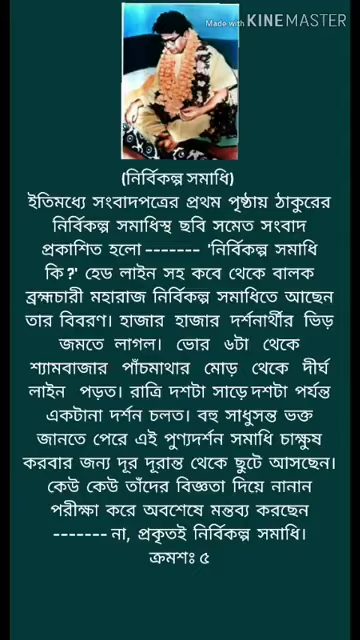 Made with KINEMASTER
(নির্বিকল্প সমাধি)
ইতিমধ্যে সংবাদপত্রের প্রথম পৃষ্ঠায় ঠাকুরের
নির্বিকল্প সমাধিস্থ ছবি সমেত সংবাদ
প্রকাশিত হলো ------- 'নির্বিকল্প সমাধি
কি ?' হেড লাইন সহ কবে থেকে বালক
ব্রহ্মচারী মহারাজ নির্বিকল্প সমাধিতে আছেন
তার বিবরণ। হাজার হাজার দর্শনার্থীর ভিড়
জমতে লাগল। ভোর ৬টা থেকে
শ্যামবাজার পাঁচমাথার মোড় থেকে দীর্ঘ
লাইন পড়ত। রাত্রি দশটা সাড়ে দশটা পর্যন্ত
একটানা দর্শন চলত। বহু সাধুসন্ত ভক্ত
জানতে পেরে এই পুণ্যদর্শন সমাধি চাক্ষুষ
করবার জন্য দূর দূরান্ত থেকে ছুটে আসছেন।
কেউ কেউ তাঁদের বিজ্ঞতা দিয়ে নানান
পরীক্ষা করে অবশেষে মন্তব্য করছেন
------- না, প্রকৃতই নির্বিকল্প সমাধি।
ক্রমশঃ ৫